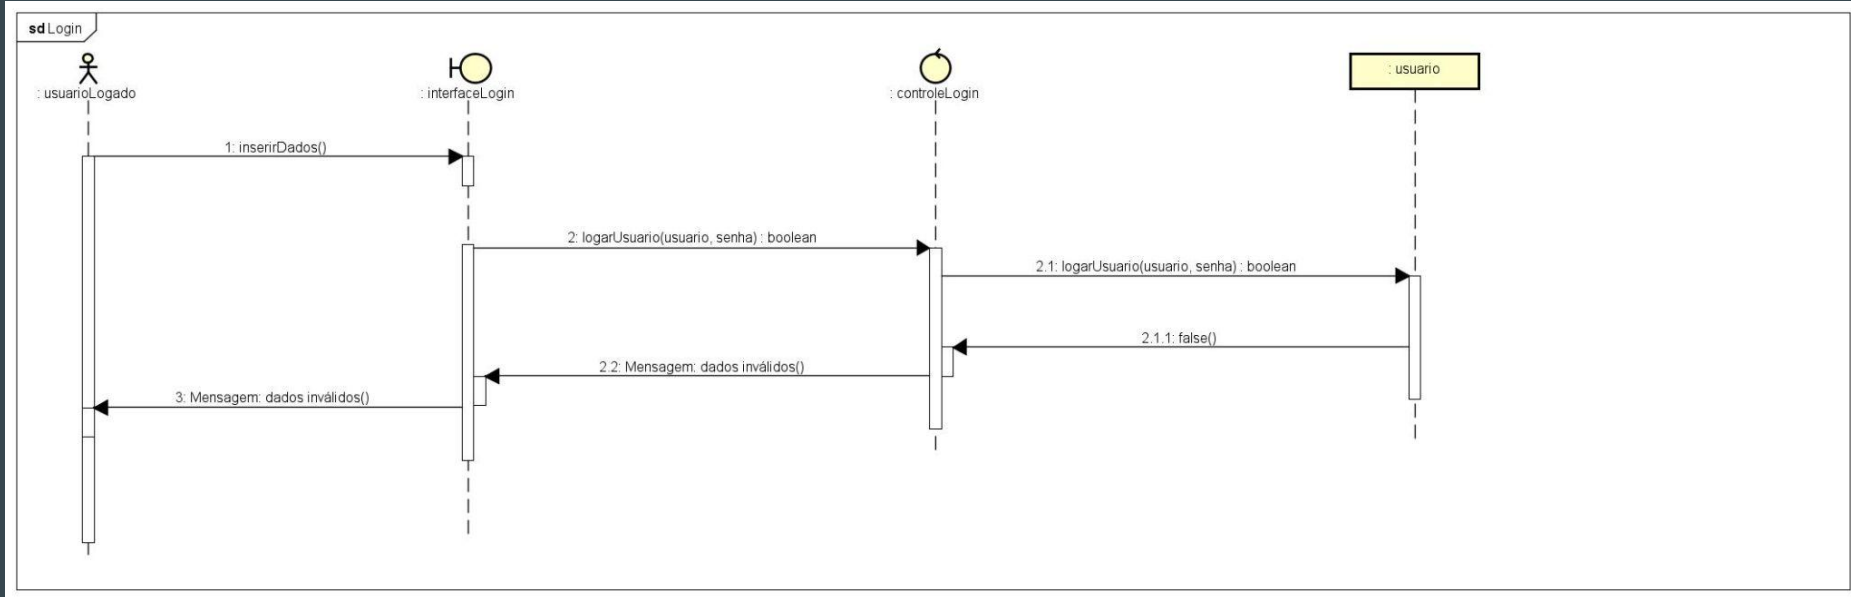 sd Login
: usuarioLogado
: interfaceLogin
: controleLogin
: usuario
1: inserirDados()
2: logarUsuario(usuario, senha) : boolean
2.1: logarUsuario(usuario, senha) : boolean
2.1.1: false()
2.2: Mensagem: dados inválidos()
3: Mensagem: dados inválidos()